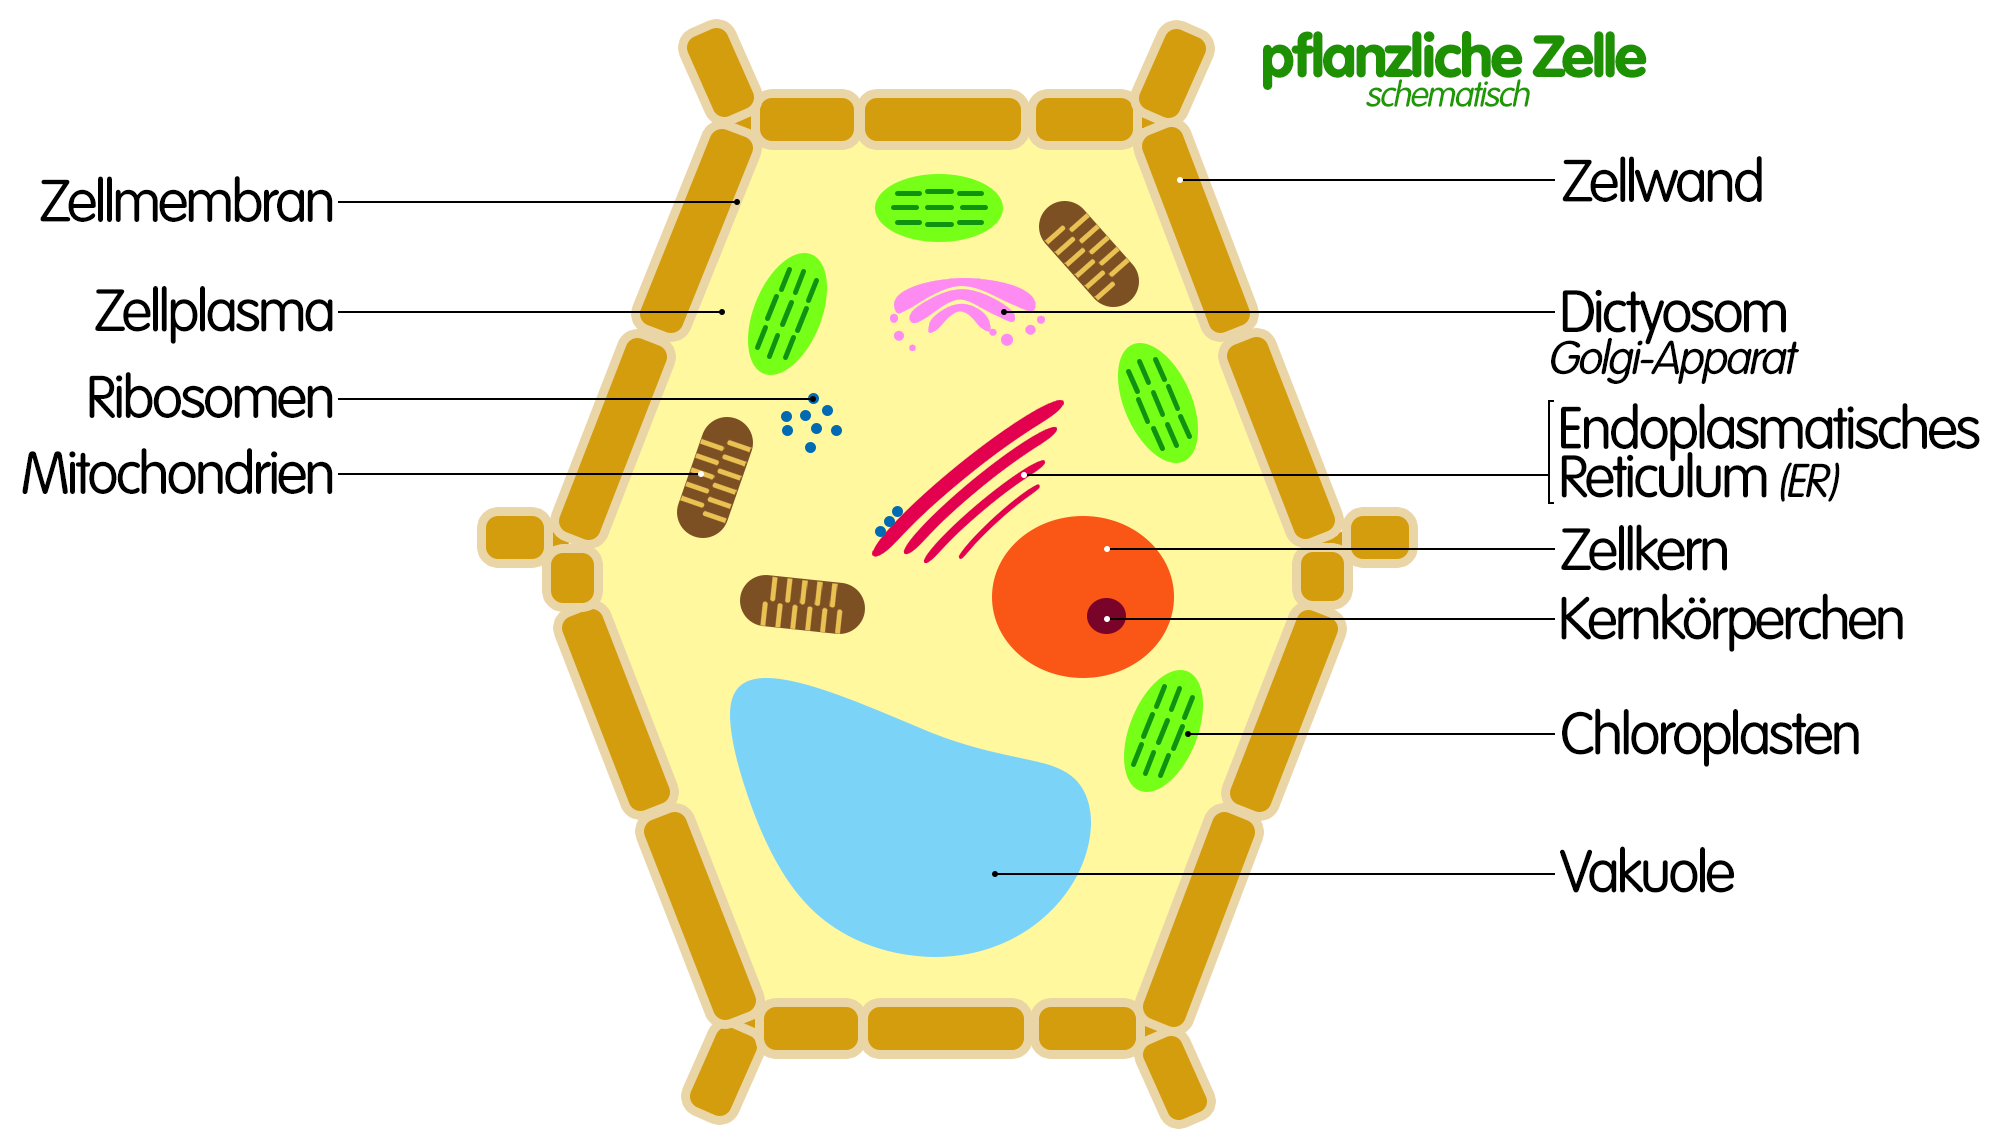 pflanzliche Zelle
schematisch
Zellmembran
Zellplasma
Ribosomen
Mitochondrien
Zellwand
Dictyosom
Golgi-Apparat
Endoplasmatisches
Reticulum (ER)
Zellkern
Kernkörperchen
Chloroplasten
Vakuole